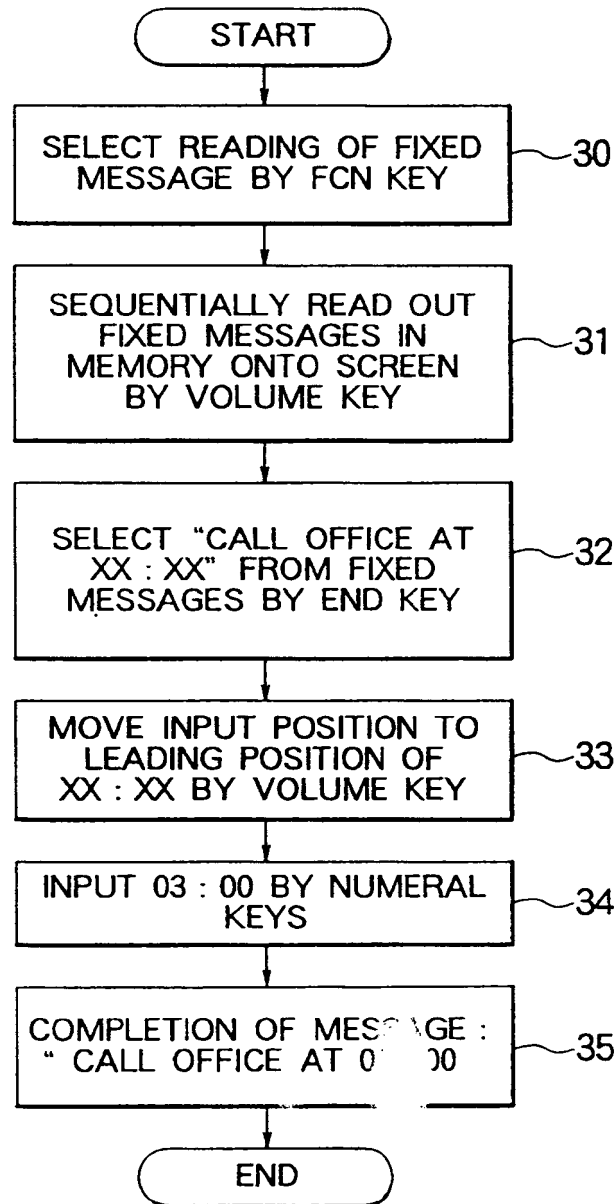 START
SELECT READING OF FIXED
MESSAGE BY FCN KEY
30
SEQUENTIALLY READ OUT
FIXED MESSAGES IN
MEMORY ONTO SCREEN
BY VOLUME KEY
31
SELECT "CALL OFFICE AT
XX : XX" FROM FIXED
MESSAGES BY END KEY
32
MOVE INPUT POSITION TO
LEADING POSITION OF
XX : XX BY VOLUME KEY
33
INPUT 03 : 00 BY NUMERAL
KEYS
34
COMPLETION OF MESSAGE :
" CALL OFFICE AT
35
END